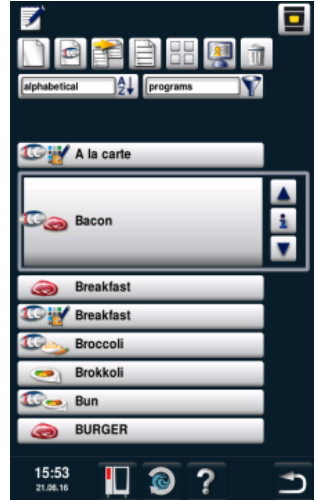 alphabetical
A
Z
programs
A la carte
Bacon
i
Breakfast
Breakfast
Broccoli
Brokkoli
Bun
BURGER
15:53
21.06.16
?